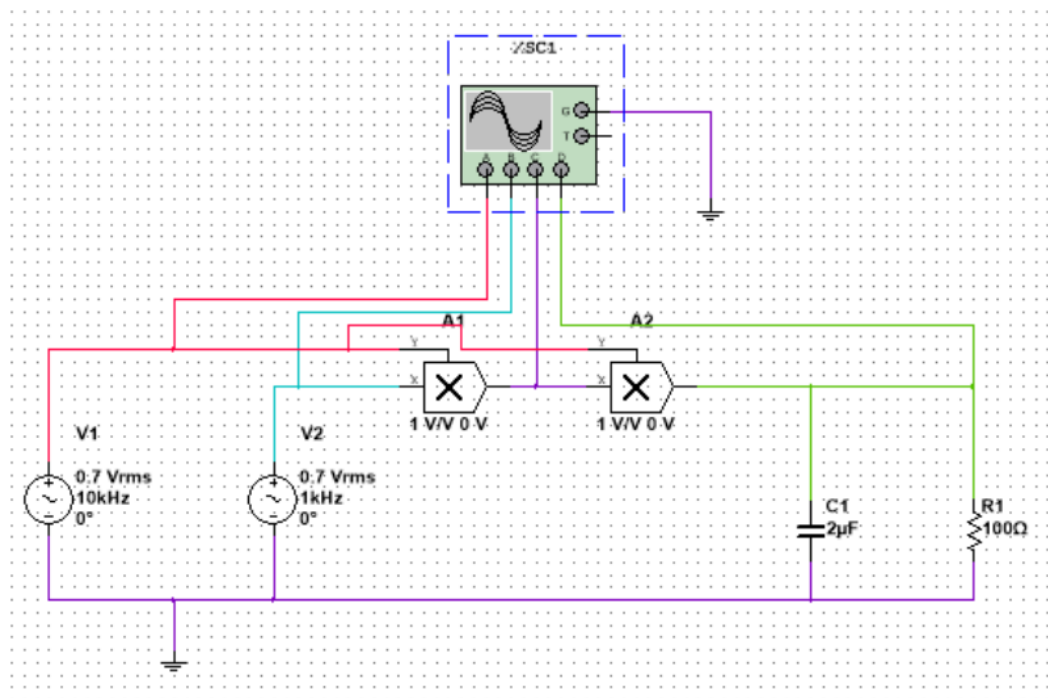 XSC1
G
T
A B C D
A1
A2
Y
Y
X
X
1 V/V 0 V
1 V/V 0 V
V1
0.7 Vrms
10kHz
0°
V2
0.7 Vrms
1kHz
0°
C1
2µF
R1
100Ω